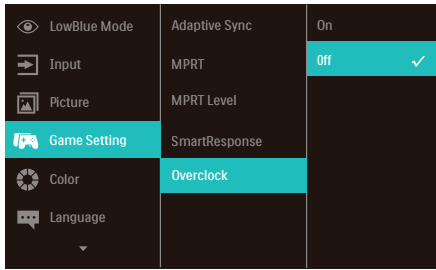 LowBlue Mode
Input
Picture
Game Setting
Color
Language
Adaptive Sync
MPRT
MPRT Level
SmartResponse
Overclock
On
Off